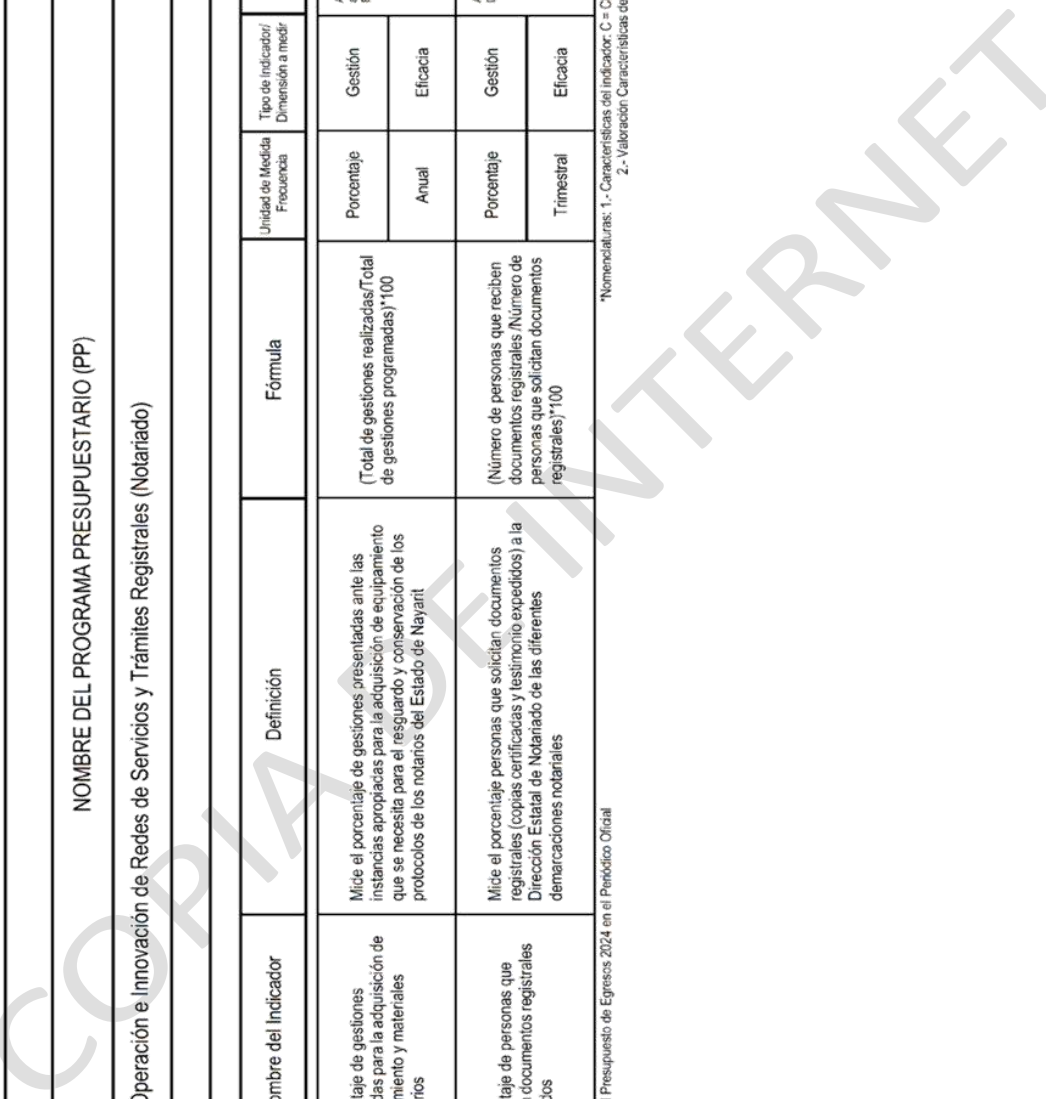 NOMBRE DEL PROGRAMA PRESUPUESTARIO (PP)
Operación e Innovación de Redes de Servicios y Trámites Registrales (Notariado)
ombre del Indicador
Definición
Fórmula
Unidad de Medida
Frecuencia
Tipo de Indicador/
Dimensión a medir
taje de gestiones
das para la adquisición de
miento y materiales
rios
Mide el porcentaje de gestiones presentadas ante las
instancias apropiadas para la adquisición de equipamiento
que se necesita para el resguardo y conservación de los
protocolos de los notarios del Estado de Nayarit
(Total de gestiones realizadas/Total
de gestiones programadas)*100
Porcentaje
Gestión
Anual
Eficacia
taje de personas que
documentos registrales
dos
Mide el porcentaje personas que solicitan documentos
registrales (copias certificadas y testimonio expedidos) a la
Dirección Estatal de Notariado de las diferentes
demarcaciones notariales
(Número de personas que reciben
documentos registrales /Número de
personas que solicitan documentos
registrales)*100
Porcentaje
Gestión
Trimestral
Eficacia
Presupuesto de Egresos 2024 en el Periódico Oficial
*Nomenclaturas: 1.- Características del indicador: C = C
2.- Valoración Características de
COPIA DE INTERNET